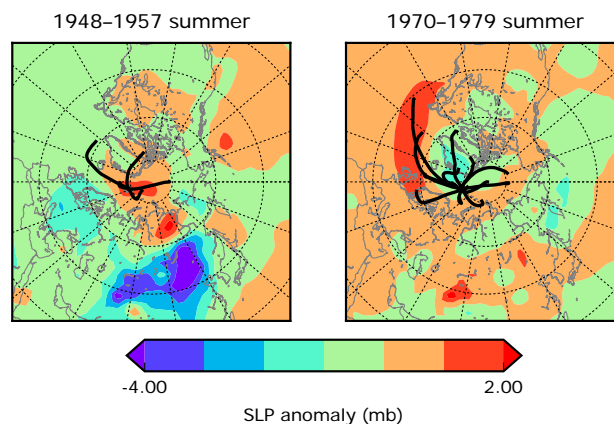 1948–1957 summer
1970–1979 summer
-4.00
2.00
SLP anomaly (mb)